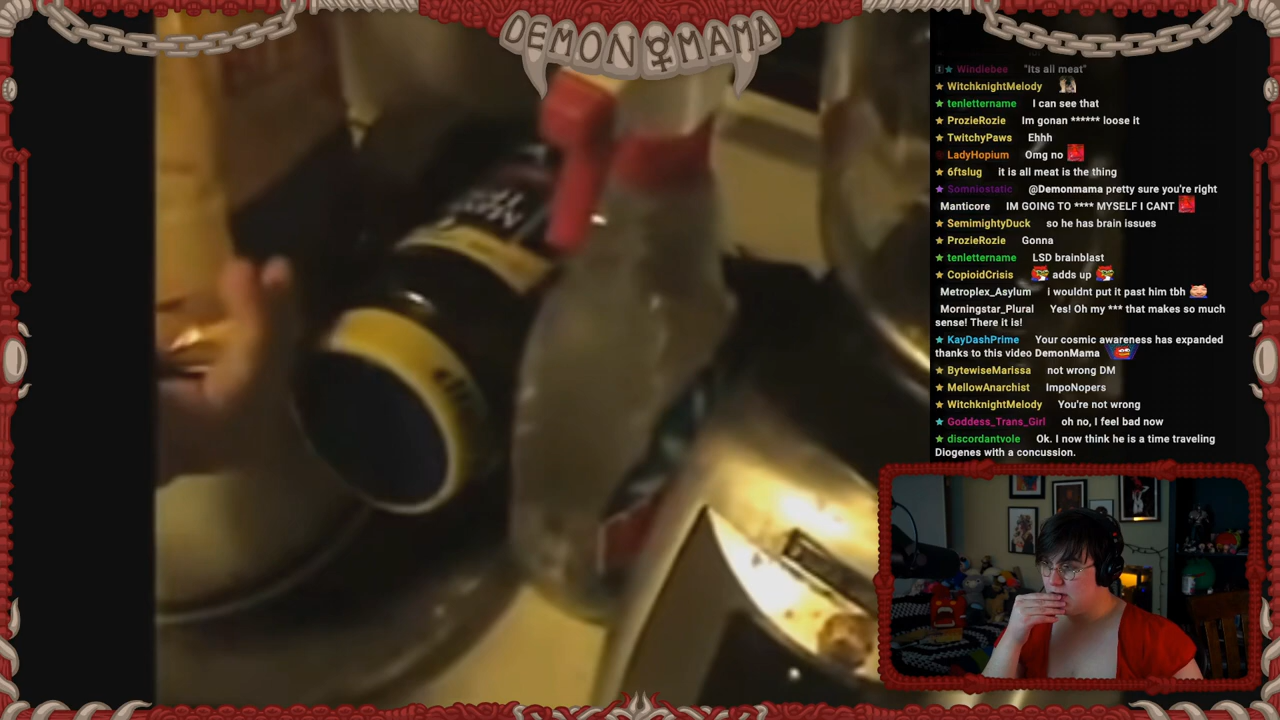 DEMON MAMA
Windiebee "its all meat"
WitchknightMelody
tenlettername I can see that
ProzieRozie Im gonan ****** loose it
TwitchyPaws Ehhh
LadyHopium Omg no
6ftslug it is all meat is the thing
Somniostatic @Demonmama pretty sure you're right
Manticore IM GOING TO **** MYSELF I CANT
SemimightyDuck so he has brain issues
ProzieRozie Gonna
tenlettername LSD brainblast
CopioidCrisis adds up
Metroplex_Asylum i wouldnt put it past him tbh
Morningstar_Plural Yes! Oh my *** that makes so much
sense! There it is!
KayDashPrime Your cosmic awareness has expanded
thanks to this video DemonMama
BytewiseMarissa not wrong DM
MellowAnarchist ImpoNopers
WitchknightMelody You're not wrong
Goddess_Trans_Girl oh no, I feel bad now
discordantvole Ok. I now think he is a time traveling
Diogenes with a concussion.